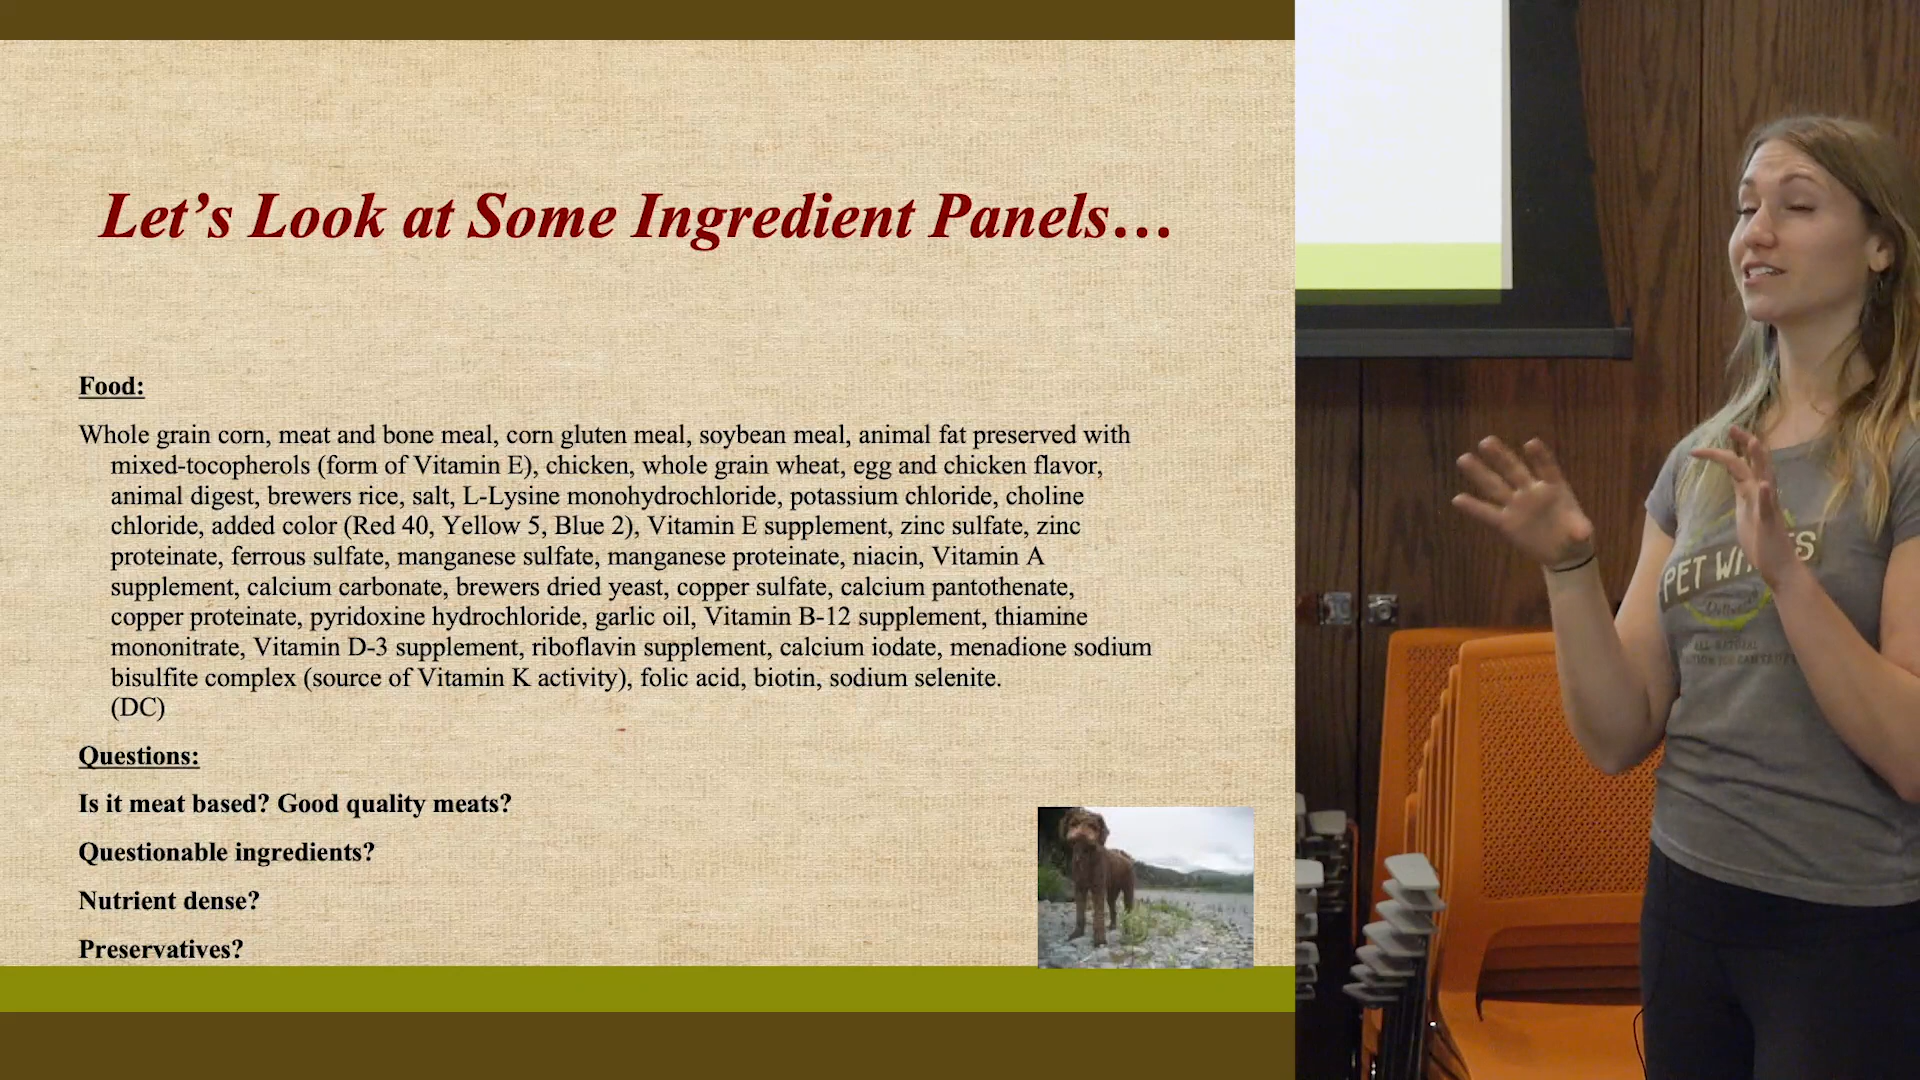 Let's Look at Some Ingredient Panels…
Food:
Whole grain corn, meat and bone meal, corn gluten meal, soybean meal, animal fat preserved with
mixed-tocopherols (form of Vitamin E), chicken, whole grain wheat, egg and chicken flavor,
animal digest, brewers rice, salt, L-Lysine monohydrochloride, potassium chloride, choline
chloride, added color (Red 40, Yellow 5, Blue 2), Vitamin E supplement, zinc sulfate, zinc
proteinate, ferrous sulfate, manganese sulfate, manganese proteinate, niacin, Vitamin A
supplement, calcium carbonate, brewers dried yeast, copper sulfate, calcium pantothenate,
copper proteinate, pyridoxine hydrochloride, garlic oil, Vitamin B-12 supplement, thiamine
mononitrate, Vitamin D-3 supplement, riboflavin supplement, calcium iodate, menadione sodium
bisulfite complex (source of Vitamin K activity), folic acid, biotin, sodium selenite.
(DC)
Questions:
Is it meat based? Good quality meats?
Questionable ingredients?
Nutrient dense?
Preservatives?
PET
ALL NATURAL